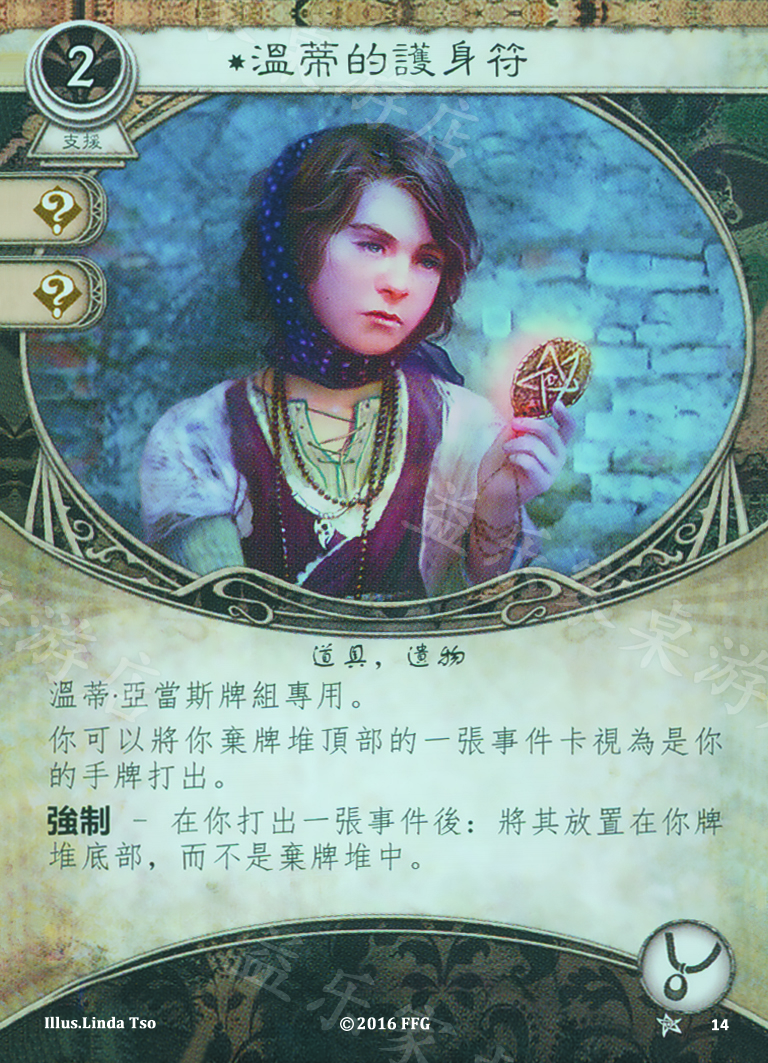 2
✷溫蒂的護身符
支援
?
?
道具，遺物
溫蒂·亞當斯牌組專用。
你可以將你棄牌堆頂部的一張事件卡視為是你
的手牌打出。
強制 – 在你打出一張事件後：將其放置在你牌
堆底部，而不是棄牌堆中。
Illus.Linda Tso
©2016 FFG
14